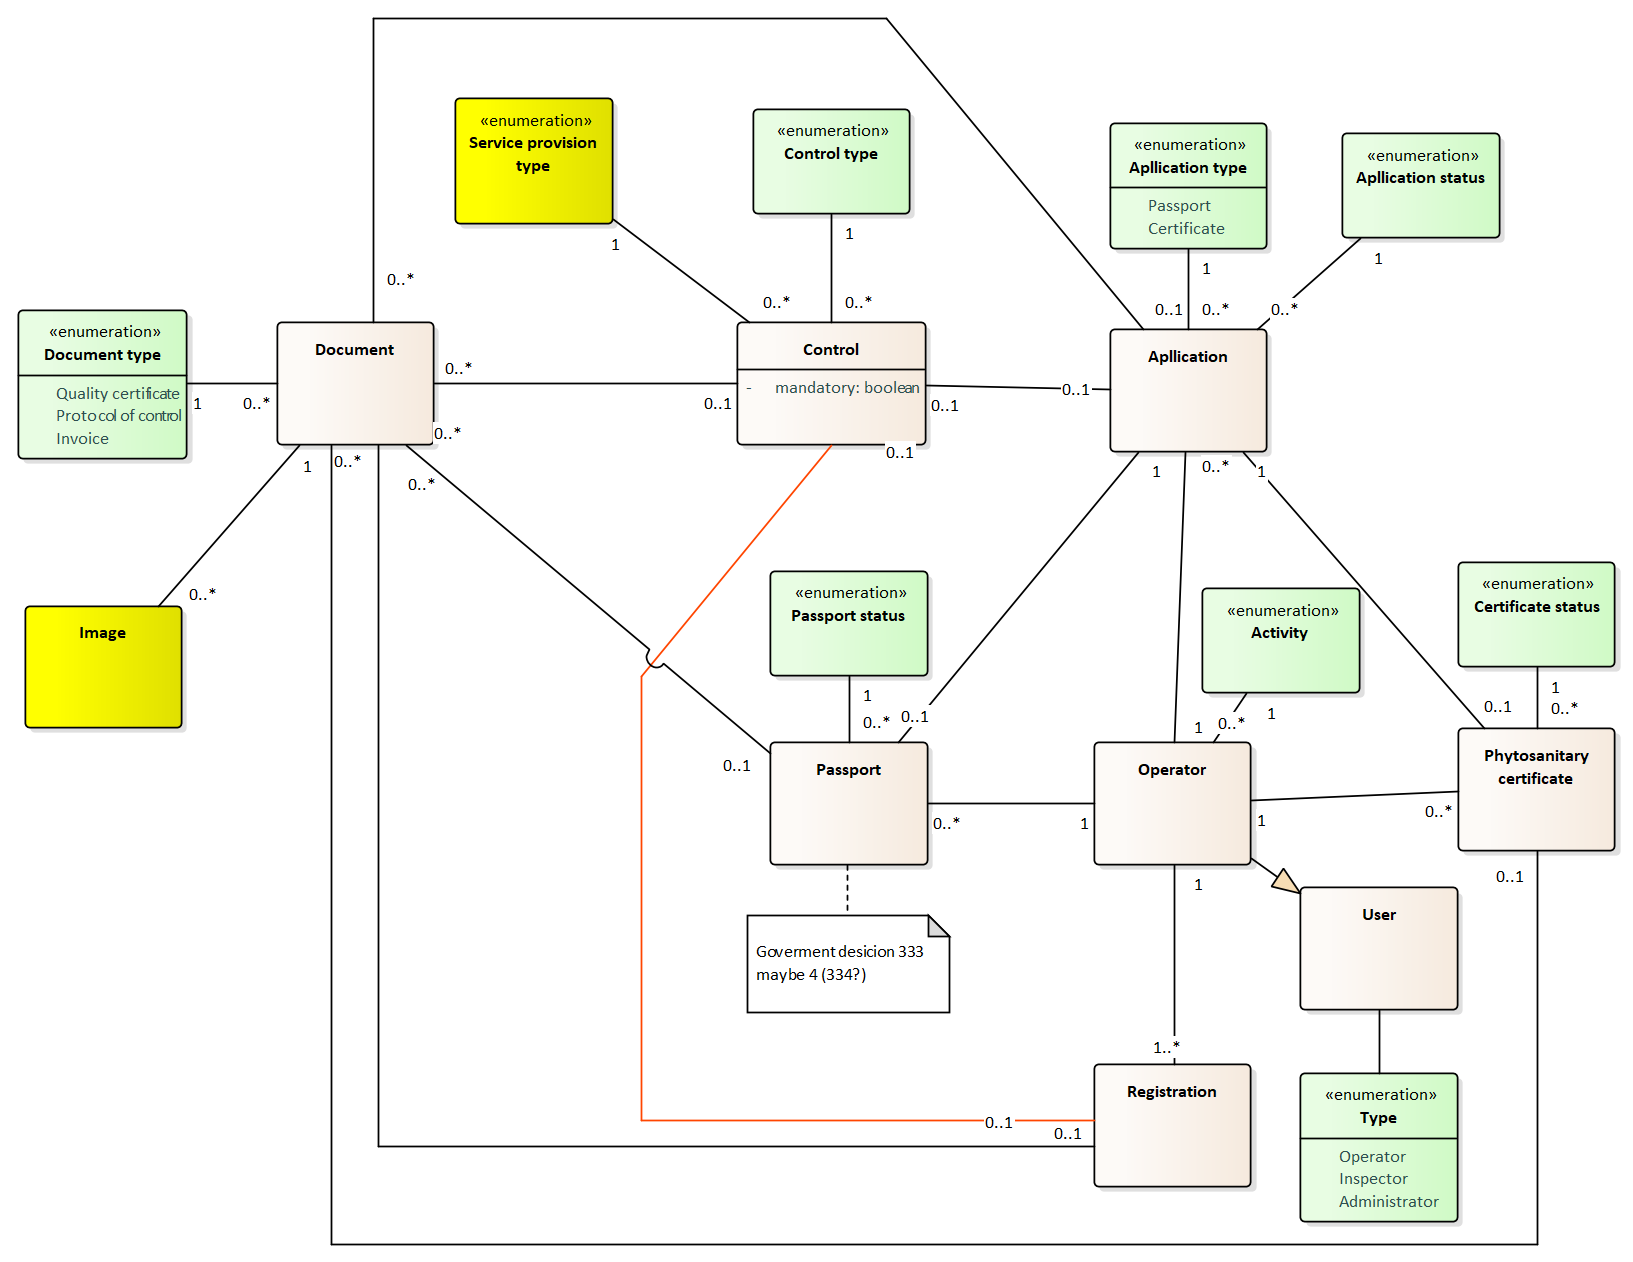 «enumeration»
Service provision
type
«enumeration»
Control type
«enumeration»
Apllication type
Passport
Certificate
«enumeration»
Apllication status
1
1
1
1
0..*
0..*
0..*
0..1
0..*
0..*
«enumeration»
Document type
Quality certificate
Protocol of control
Invoice
1
0..*
Document
0..*
0..1
Control
- mandatory: boolean
0..1
0..1
Apllication
0..*
0..1
1
0..*
0..*
1
0..*
1
0..*
Image
«enumeration»
Passport status
«enumeration»
Activity
«enumeration»
Certificate status
1
0..*
0..1
1
0..*
1
0..1
1
0..*
0..1
Passport
Operator
Phytosanitary
certificate
0..*
1
1
0..*
1
0..1
User
Goverment desicion 333
maybe 4 (334?)
1..*
Registration
0..1
0..1
«enumeration»
Type
Operator
Inspector
Administrator